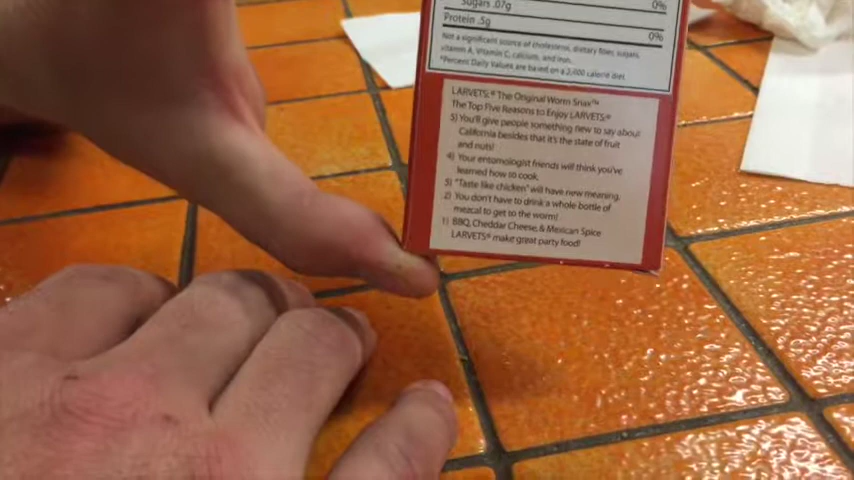 Sugars .07g 0%
Protein .5g 0%
Not a significant source of cholesterol, dietary fiber, sugars,
vitamin A, Vitamin C, calcium, and iron.
*Percent Daily Values are based on a 2,000 calorie diet.
LARVETS:® The Original Worm Snax™
The Top Five Reasons to Enjoy LARVETS:®
5) You'll give people something new to say about
California besides that it's the state of fruit
and nuts!
4) Your entomologist friends will think you've
learned how to cook.
3) "Taste like chicken" will have new meaning.
2) You don't have to drink a whole bottle of
mezcal to get to the worm!
1) BBQ, Cheddar Cheese, & Mexican Spice
LARVETS® make great party food!